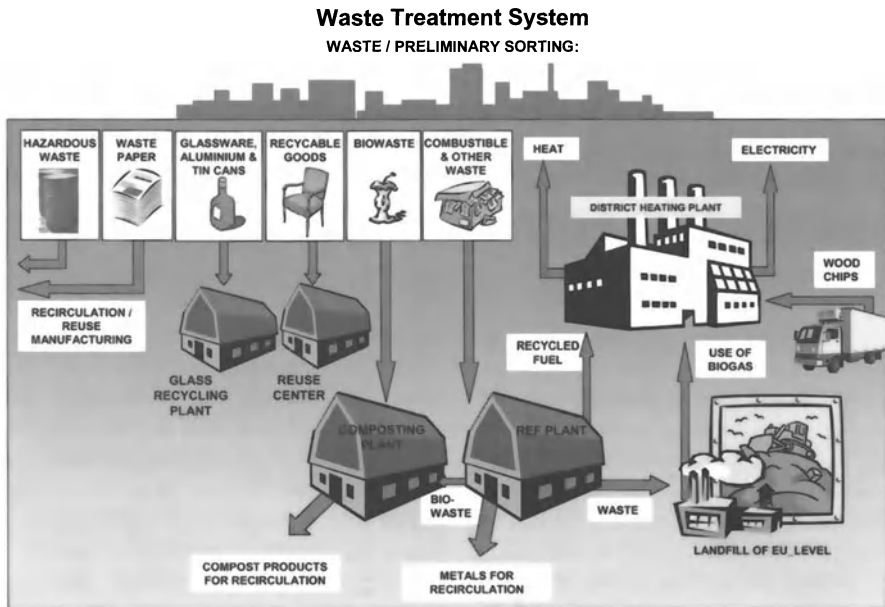 Waste Treatment System
WASTE / PRELIMINARY SORTING:
HAZARDOUS
WASTE
WASTE
PAPER
GLASSWARE,
ALUMINIUM &
TIN CANS
RECYCABLE
GOODS
BIOWASTE
COMBUSTIBLE
& OTHER
WASTE
HEAT
ELECTRICITY
DISTRICT HEATING PLANT
WOOD
CHIPS
RECIRCULATION /
REUSE
MANUFACTURING
GLASS
RECYCLING
PLANT
REUSE
CENTER
RECYCLED
FUEL
USE OF
BIOGAS
COMPOSTING
PLANT
REF PLANT
BIO-
WASTE
WASTE
LANDFILL OF EU_LEVEL
COMPOST PRODUCTS
FOR RECIRCULATION
METALS FOR
RECIRCULATION